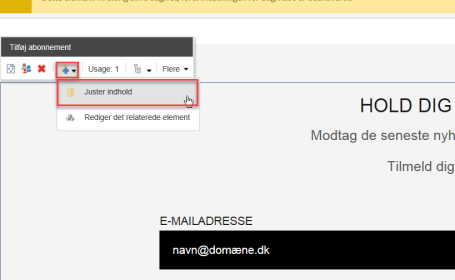 Tilføj abonnement
Usage: 1
Flere
Juster indhold
Rediger det relaterede element
HOLD DIG
Modtag de seneste nyh
Tilmeld dig
E-MAILADRESSE
navn@domæne.dk